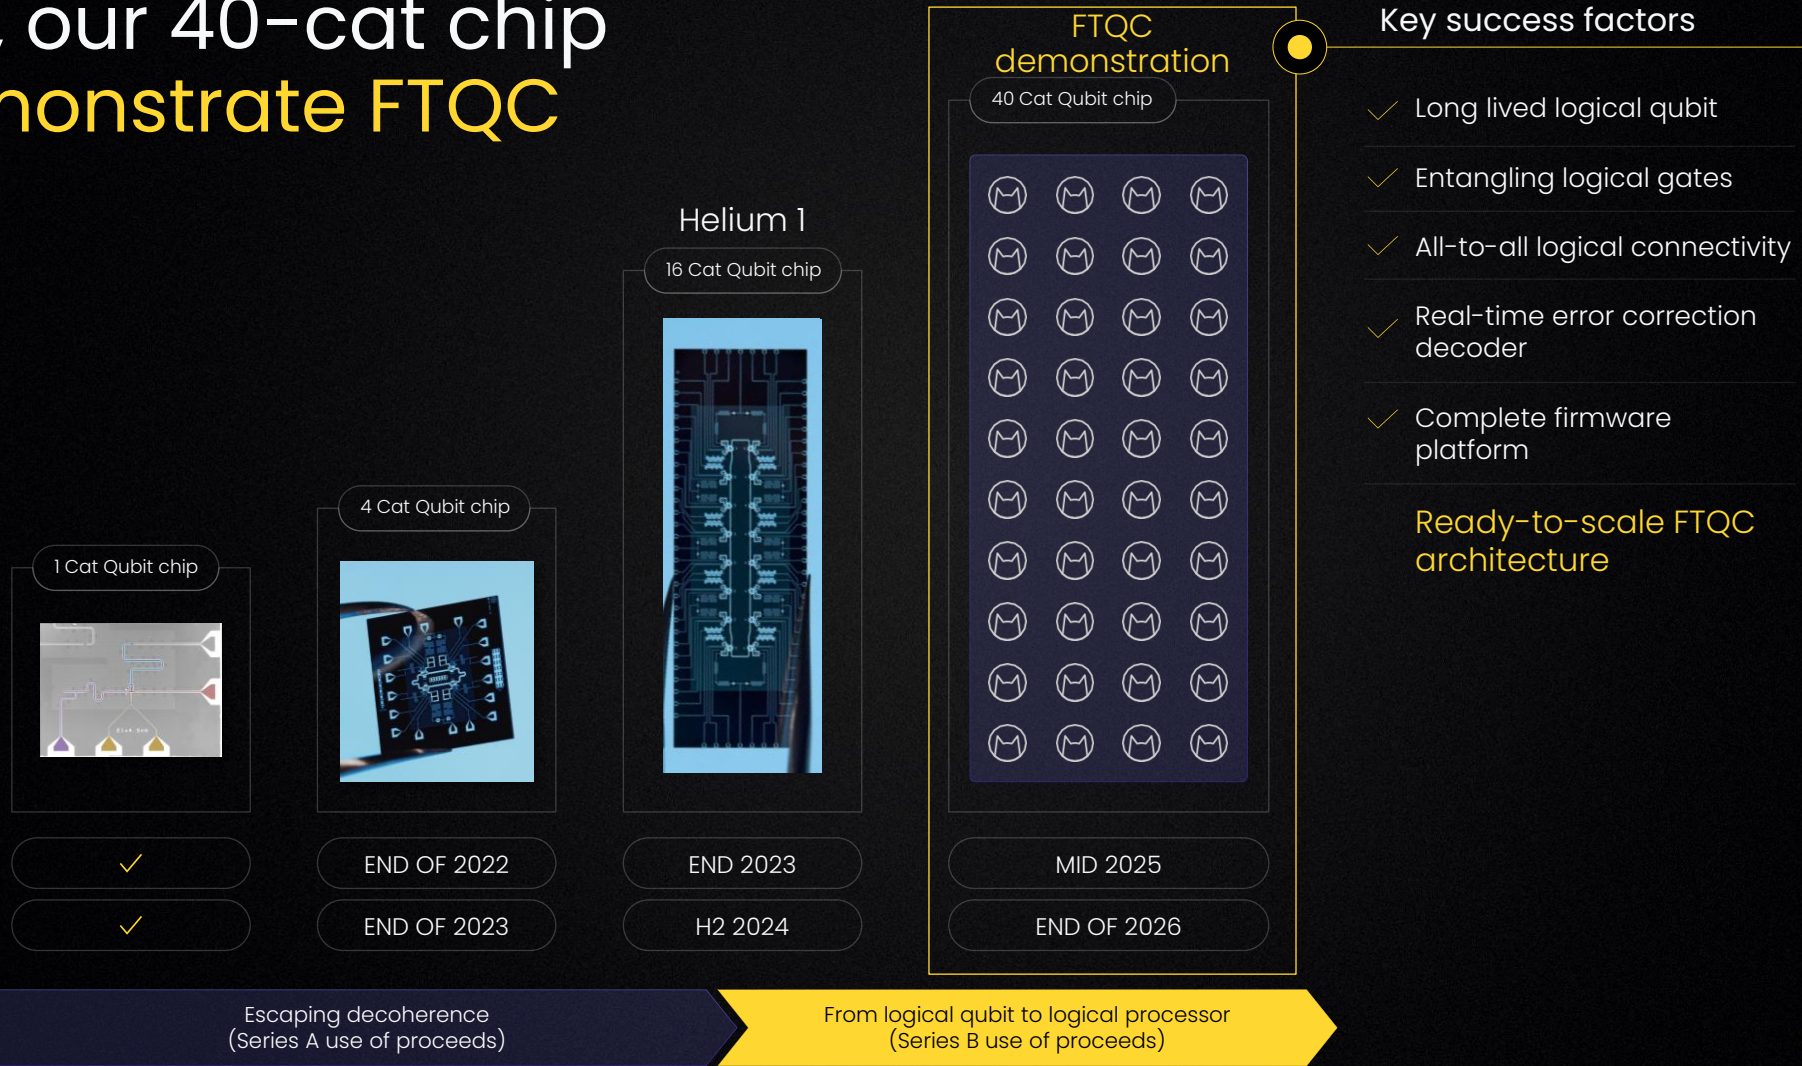 , our 40-cat chip
monstrate FTQC
1 Cat Qubit chip
4 Cat Qubit chip
Helium 1
16 Cat Qubit chip
FTQC
demonstration
40 Cat Qubit chip
END OF 2022
END 2023
MID 2025
END OF 2023
H2 2024
END OF 2026
Escaping decoherence
(Series A use of proceeds)
From logical qubit to logical processor
(Series B use of proceeds)
Key success factors
Long lived logical qubit
Entangling logical gates
All-to-all logical connectivity
Real-time error correction
decoder
Complete firmware
platform
Ready-to-scale FTQC
architecture